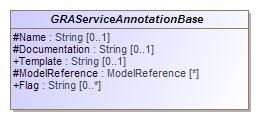 GRAServiceAnnotationBase
#Name : String [0..1]
#Documentation : String [0..1]
+Template : String [0..1]
#ModelReference : ModelReference [*]
+Flag : String [0..*]